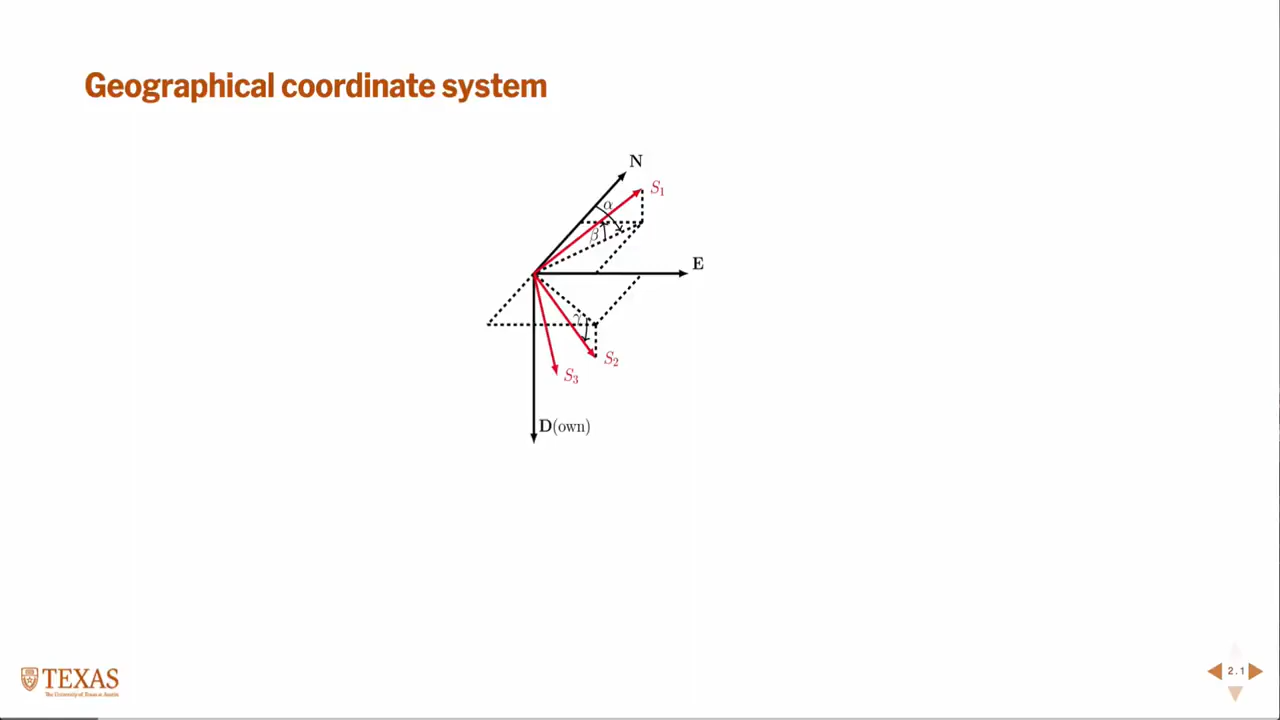 Geographical coordinate system
N
S₁
α
β
E
γ
S₂
S₃
D(own)
TEXAS
The University of Texas at Austin
2.1